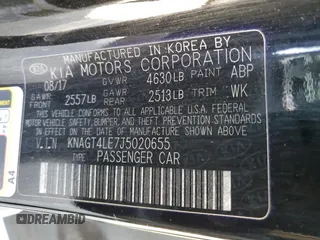 MANUFACTURED IN KOREA BY
KIA MOTORS CORPORATION
08/17 GVWR 4630LB PAINT ABP
GAWR FRONT 2557LB GAWR REAR 2513LB TRIM WK
THIS VEHICLE CONFORMS TO ALL APPLICABLE
U.S. FEDERAL MOTOR VEHICLE SAFETY, BUMPER,
AND THEFT PREVENTION STANDARDS IN EFFECT ON
THE DATE OF MANUFACTURE SHOWN ABOVE.
V.I.N KNAGT4LE7J5020655
TYPE : PASSENGER CAR
A4
DREAMBID